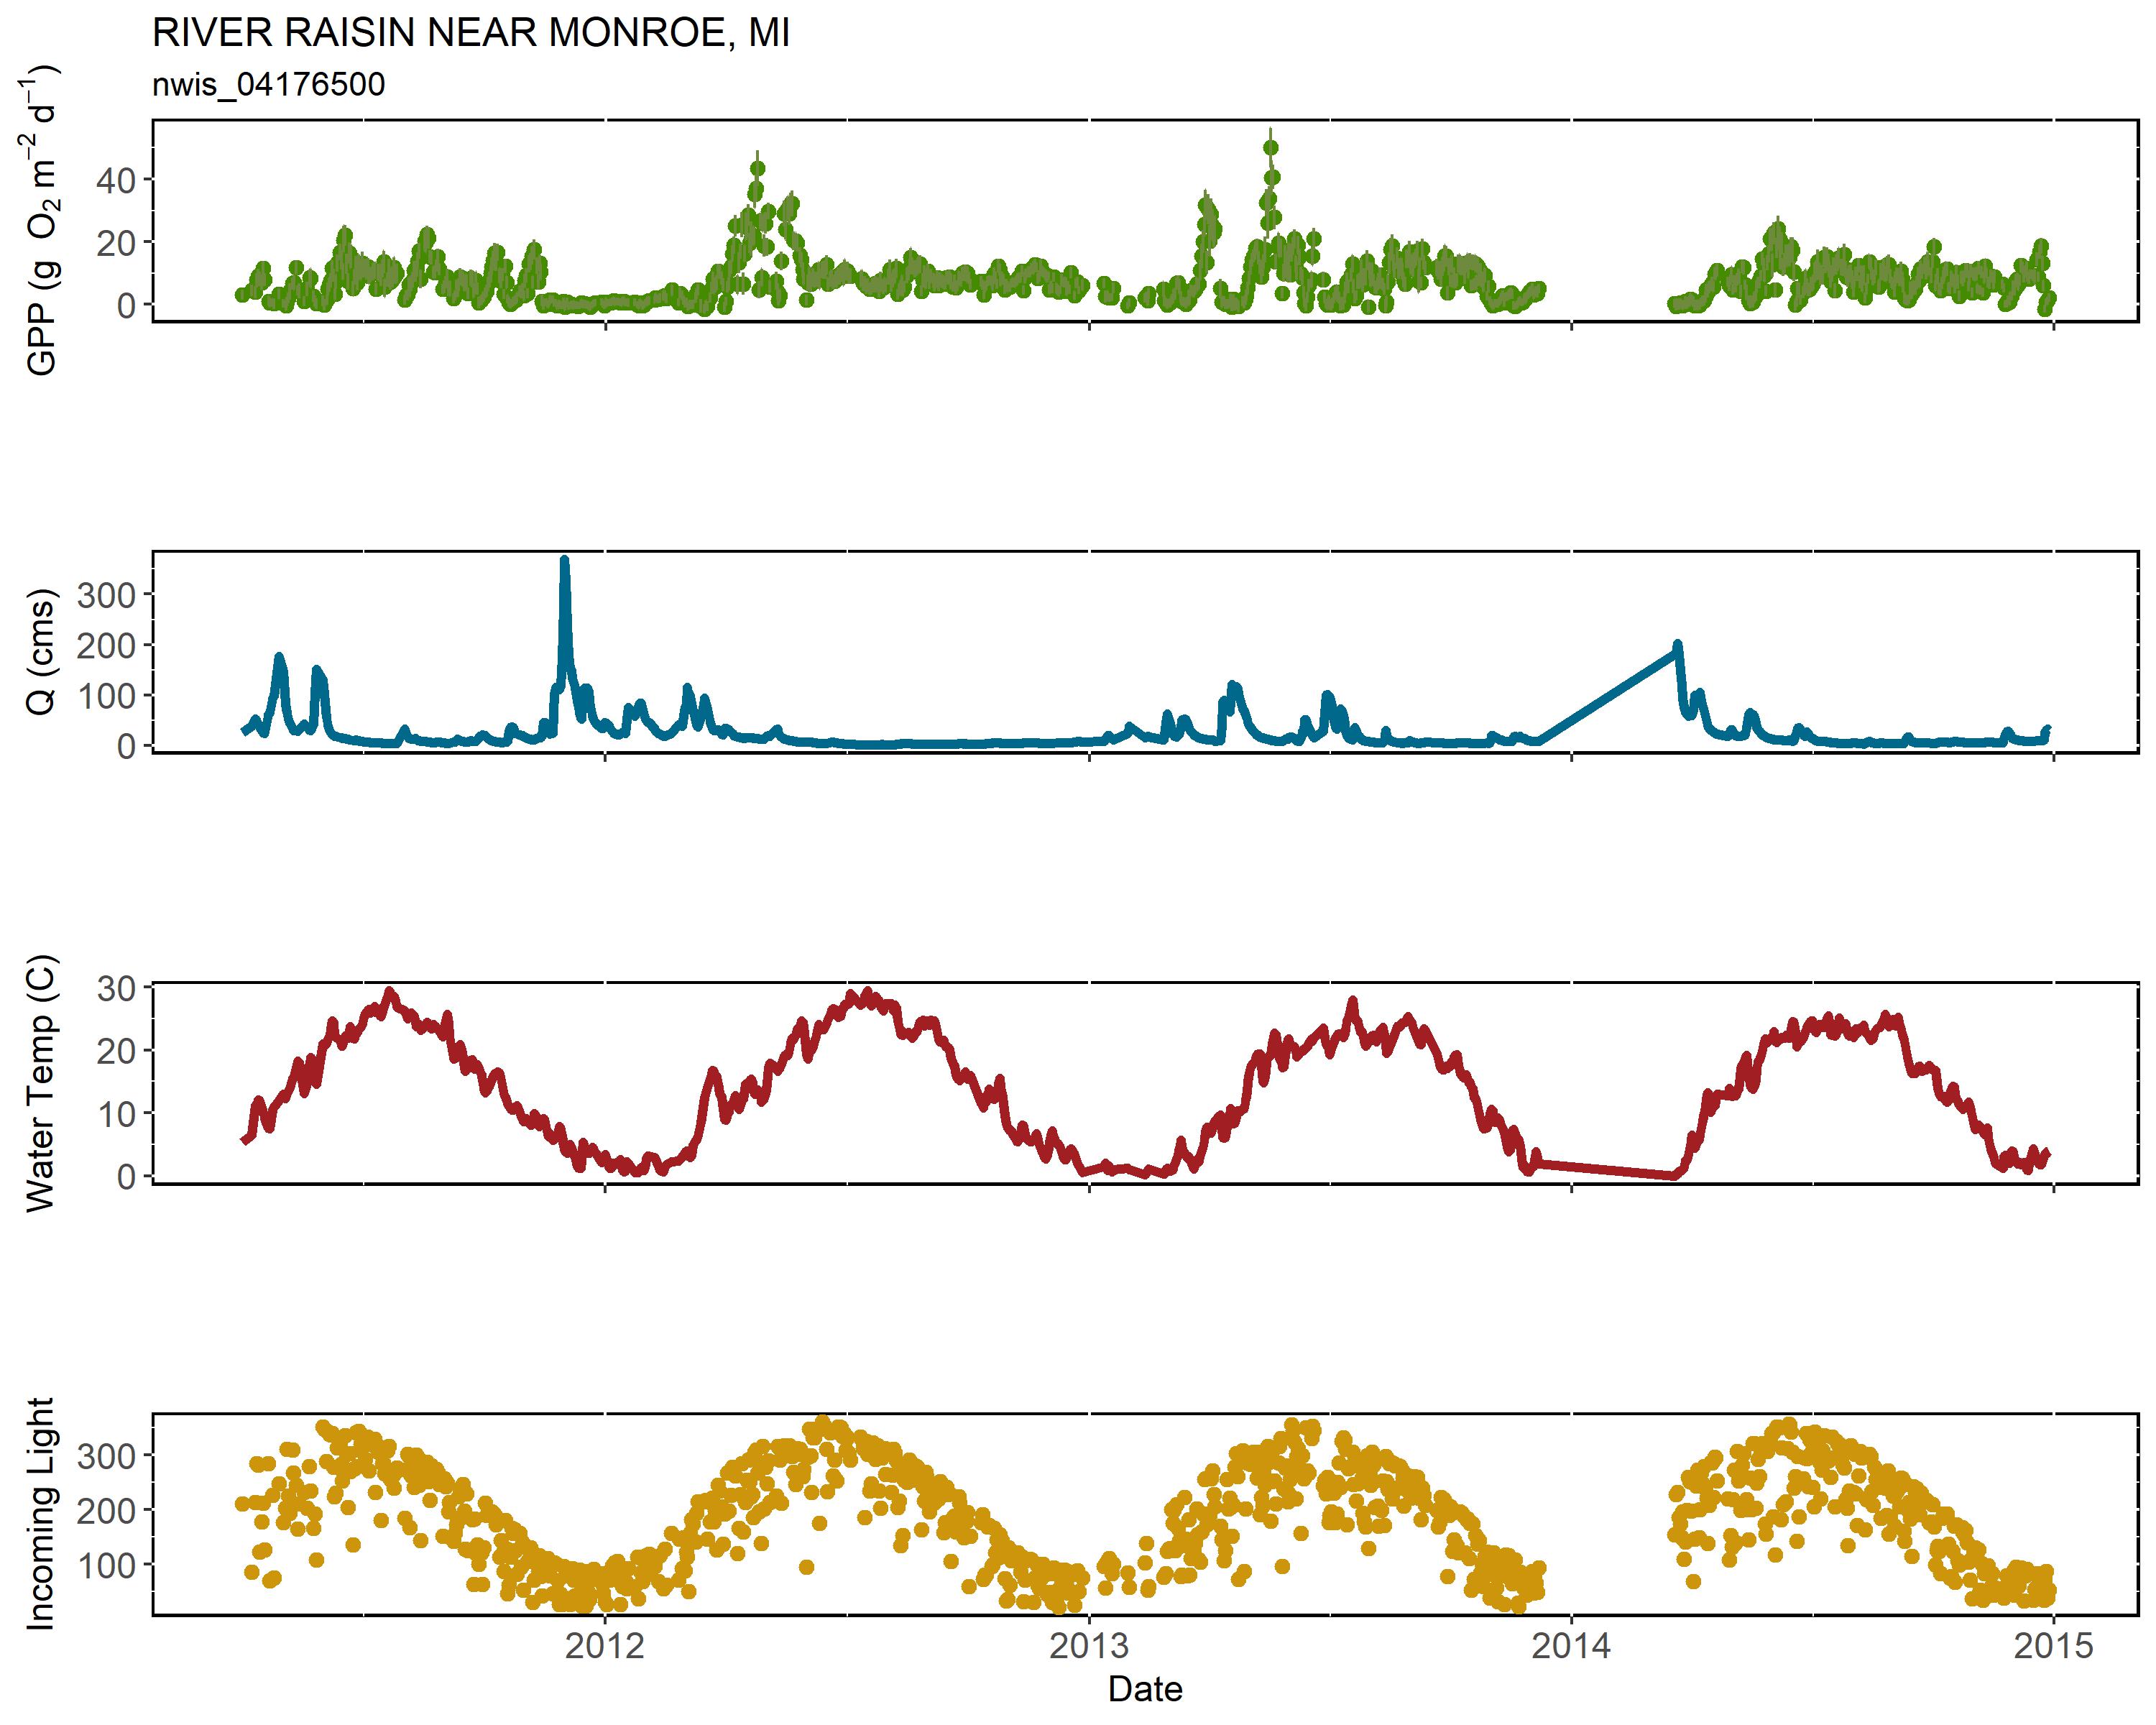 RIVER RAISIN NEAR MONROE, MI
nwis_04176500
GPP (g O₂ m⁻² d⁻¹)
40
20
0
Q (cms)
300
200
100
0
Water Temp (C)
30
20
10
0
Incoming Light
300
200
100
2012 2013 2014 2015
Date